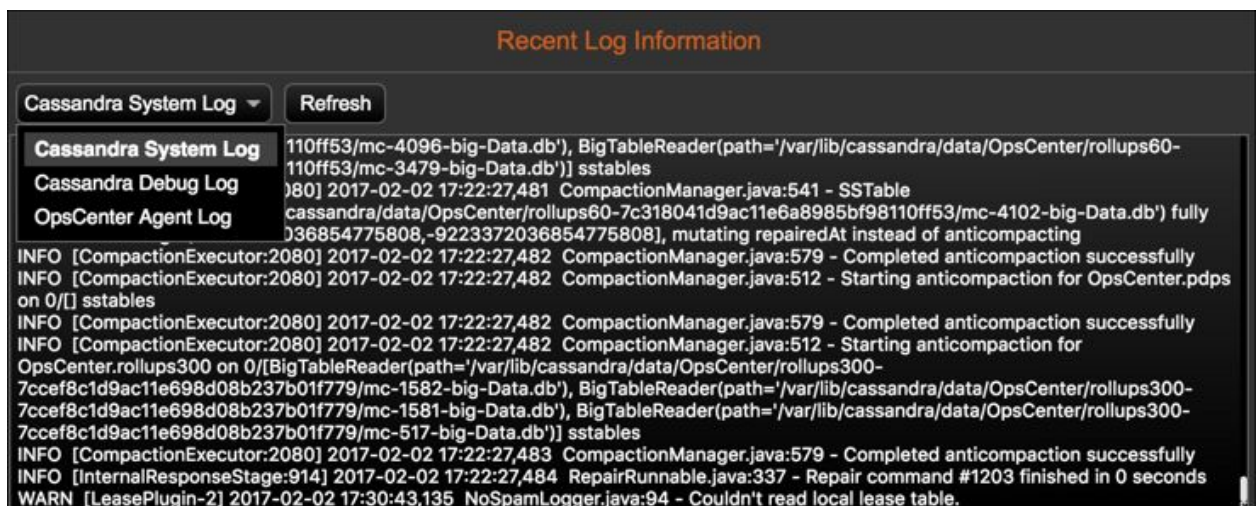 Recent Log Information
Cassandra System Log Refresh
Cassandra System Log
Cassandra Debug Log
OpsCenter Agent Log
110ff53/mc-4096-big-Data.db'), BigTableReader(path='/var/lib/cassandra/data/OpsCenter/rollups60-
110ff53/mc-3479-big-Data.db')] sstables
080] 2017-02-02 17:22:27,481 CompactionManager.java:541 - SSTable
cassandra/data/OpsCenter/rollups60-7c318041d9ac11e6a8985bf98110ff53/mc-4102-big-Data.db') fully
036854775808,-9223372036854775808], mutating repairedAt instead of anticompacting
INFO [CompactionExecutor:2080] 2017-02-02 17:22:27,482 CompactionManager.java:579 - Completed anticompaction successfully
INFO [CompactionExecutor:2080] 2017-02-02 17:22:27,482 CompactionManager.java:512 - Starting anticompaction for OpsCenter.pdps
on 0/[] sstables
INFO [CompactionExecutor:2080] 2017-02-02 17:22:27,482 CompactionManager.java:579 - Completed anticompaction successfully
INFO [CompactionExecutor:2080] 2017-02-02 17:22:27,482 CompactionManager.java:512 - Starting anticompaction for
OpsCenter.rollups300 on 0/[BigTableReader(path='/var/lib/cassandra/data/OpsCenter/rollups300-
7ccef8c1d9ac11e698d08b237b01f779/mc-1582-big-Data.db'), BigTableReader(path='/var/lib/cassandra/data/OpsCenter/rollups300-
7ccef8c1d9ac11e698d08b237b01f779/mc-1581-big-Data.db'), BigTableReader(path='/var/lib/cassandra/data/OpsCenter/rollups300-
7ccef8c1d9ac11e698d08b237b01f779/mc-517-big-Data.db')] sstables
INFO [CompactionExecutor:2080] 2017-02-02 17:22:27,483 CompactionManager.java:579 - Completed anticompaction successfully
INFO [InternalResponseStage:914] 2017-02-02 17:22:27,484 RepairRunnable.java:337 - Repair command #1203 finished in 0 seconds
WARN [LeasePlugin-2] 2017-02-02 17:30:43,135 NoSpamLogger.java:94 - Couldn't read local lease table.